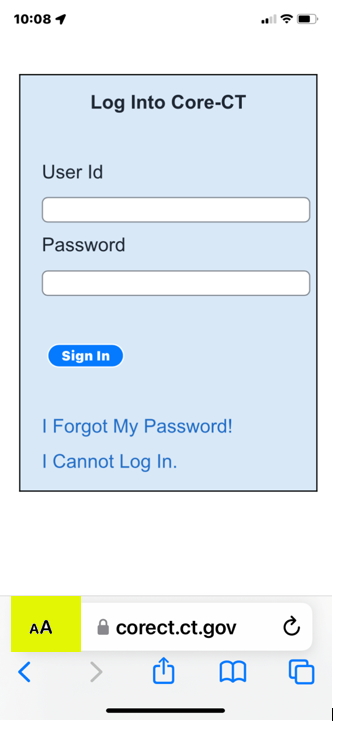 10:08
Log Into Core-CT
User Id
Password
Sign In
I Forgot My Password!
I Cannot Log In.
AA corect.ct.gov